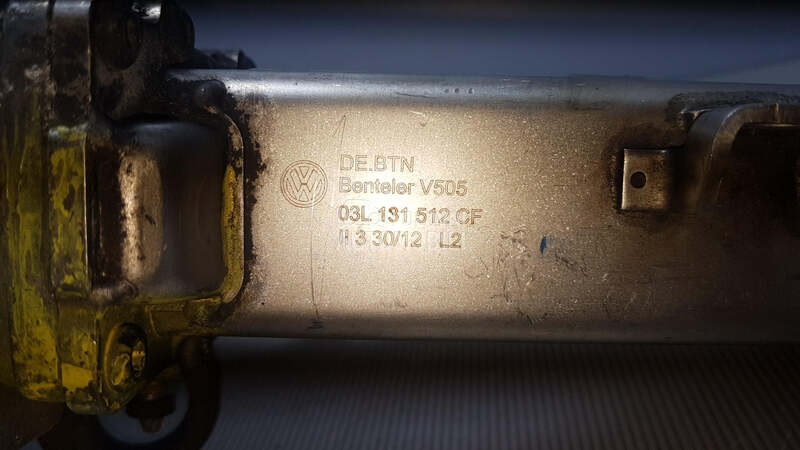 DE.BTN
Benteler V505
03L 131 512 CF
3 30/12 L2